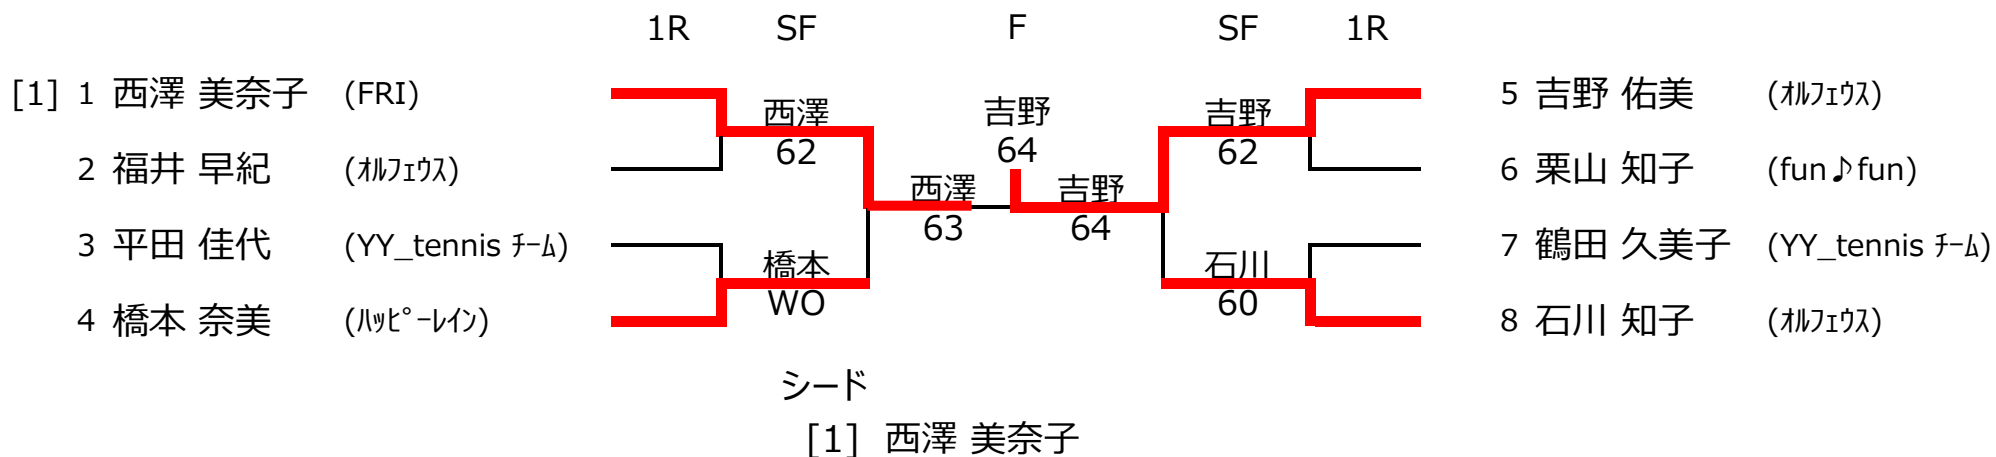 1R SF F SF 1R
[1] 1 西澤 美奈子 (FRI) 5 吉野 佑美 (ｵﾙﾌｪｳｽ)
西澤 吉野 吉野
62 64 62
2 福井 早紀 (ｵﾙﾌｪｳｽ) 6 栗山 知子 (fun♪fun)
西澤 吉野
63 64
3 平田 佳代 (YY_tennis ﾁｰﾑ) 7 鶴田 久美子 (YY_tennis ﾁｰﾑ)
橋本 石川
WO 60
4 橋本 奈美 (ﾊｯﾋﾟｰﾚｲﾝ) 8 石川 知子 (ｵﾙﾌｪｳｽ)
シード
[1] 西澤 美奈子